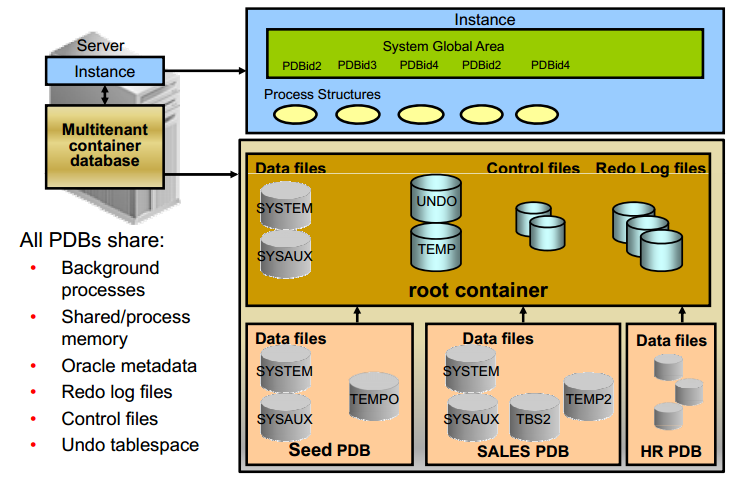 Server
Instance
Multitenant
container
database
Instance
System Global Area
PDBid2 PDBid3 PDBid4 PDBid2 PDBid4
Process Structures
Data files
Control files
Redo Log files
SYSTEM
SYSAUX
UNDO
TEMP
root container
Data files
SYSTEM
SYSAUX
TEMPO
Seed PDB
Data files
SYSTEM
SYSAUX
TBS2
TEMP2
SALES PDB
Data files
HR PDB
All PDBs share:
• Background
processes
• Shared/process
memory
• Oracle metadata
• Redo log files
• Control files
• Undo tablespace